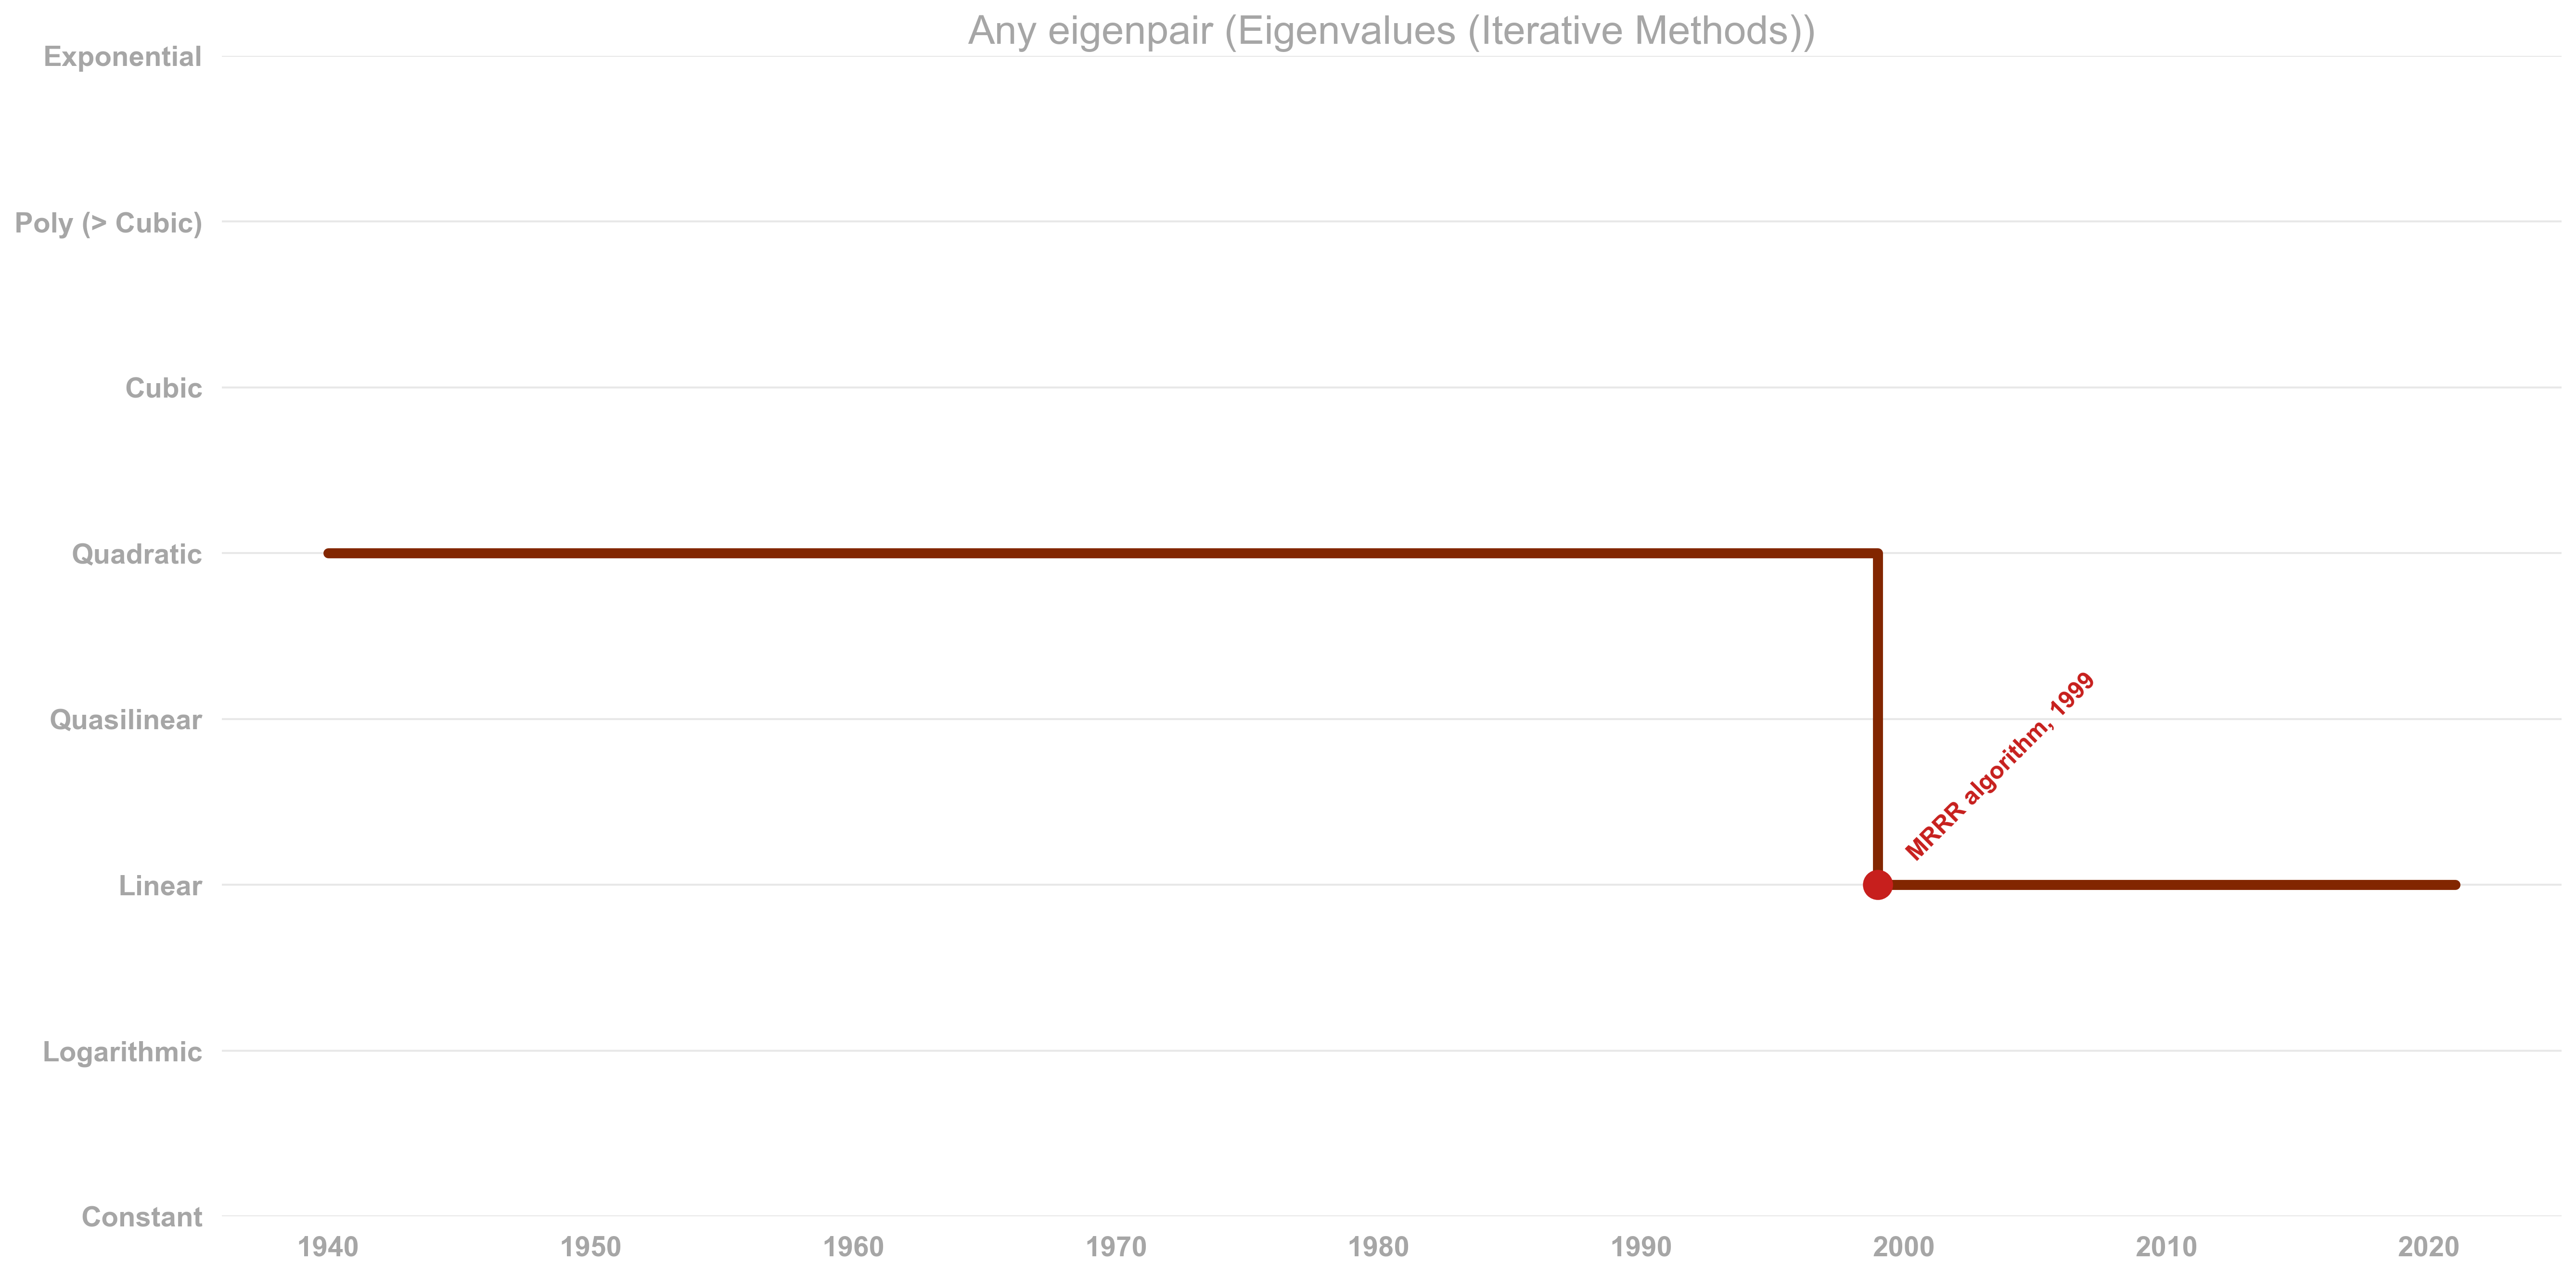 Any eigenpair (Eigenvalues (Iterative Methods))
Exponential
Poly (> Cubic)
Cubic
Quadratic
Quasilinear
Linear
Logarithmic
Constant
MRRR algorithm, 1999
1940 1950 1960 1970 1980 1990 2000 2010 2020